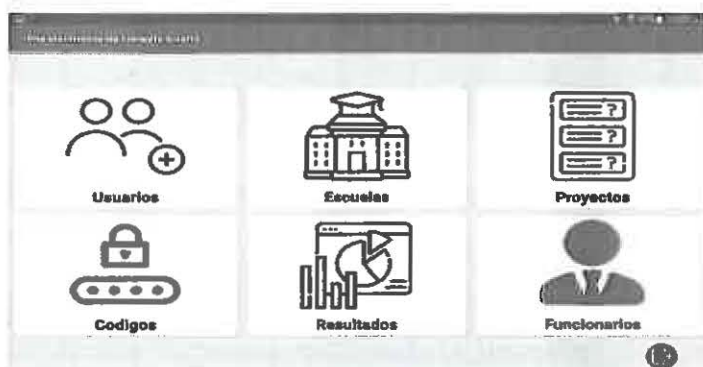 Usuarios
Escuelas
Proyectos
Codigos
Resultados
Funcionarios